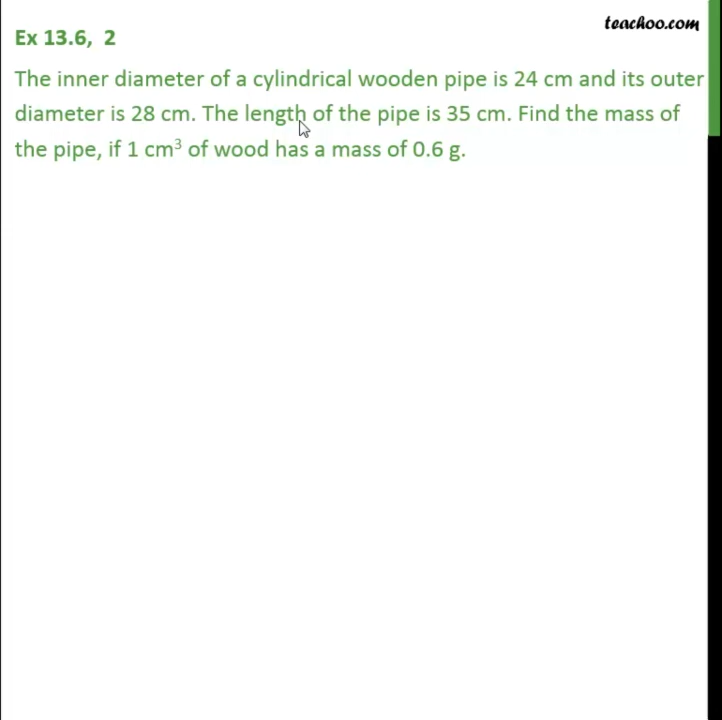 teachoo.com
Ex 13.6, 2
The inner diameter of a cylindrical wooden pipe is 24 cm and its outer
diameter is 28 cm. The length of the pipe is 35 cm. Find the mass of
the pipe, if 1 cm³ of wood has a mass of 0.6 g.